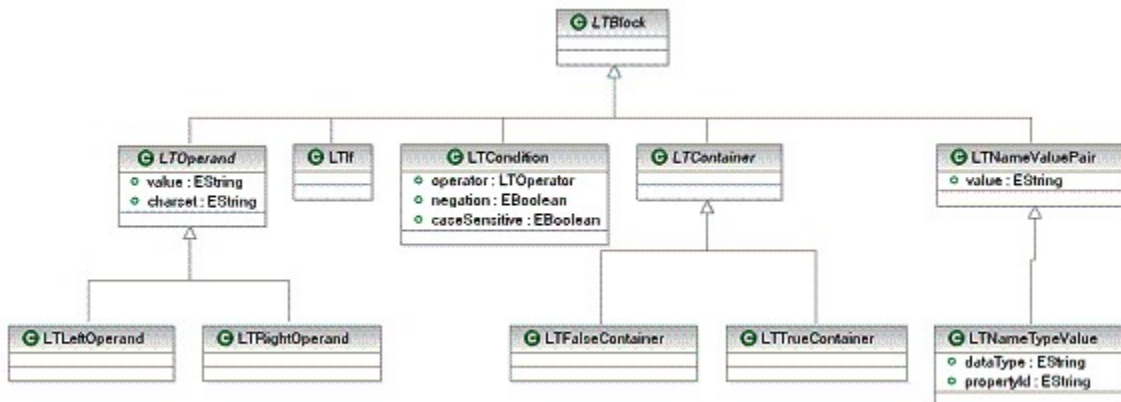 LTBlock
LTOperand
value : EString
charset : EString
LTIf
LTCondition
operator : LTOperator
negation : EBoolean
caseSensitive : EBoolean
LTContainer
LTNameValuePair
value : EString
LTLeftOperand
LTRightOperand
LTFalseContainer
LTTrueContainer
LTNameTypeValue
dataType : EString
propertyId : EString